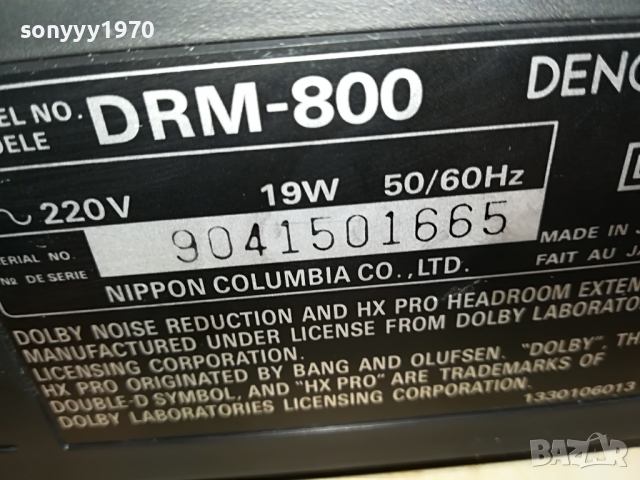 sonyyy1970
EL NO. DRM-800 DENO
DELE
~ 220V 19W 50/60Hz
ERIAL NO. 9041501665 MADE IN J
Nº DE SERIE FAIT AU JA
NIPPON COLUMBIA CO., LTD.
DOLBY NOISE REDUCTION AND HX PRO HEADROOM EXTEN
MANUFACTURED UNDER LICENSE FROM DOLBY LABORATO
LICENSING CORPORATION.
HX PRO ORIGINATED BY BANG AND OLUFSEN. "DOLBY", TH
DOUBLE-D SYMBOL, AND "HX PRO" ARE TRADEMARKS OF
DOLBY LABORATORIES LICENSING CORPORATION. 1330106013
BAZAR